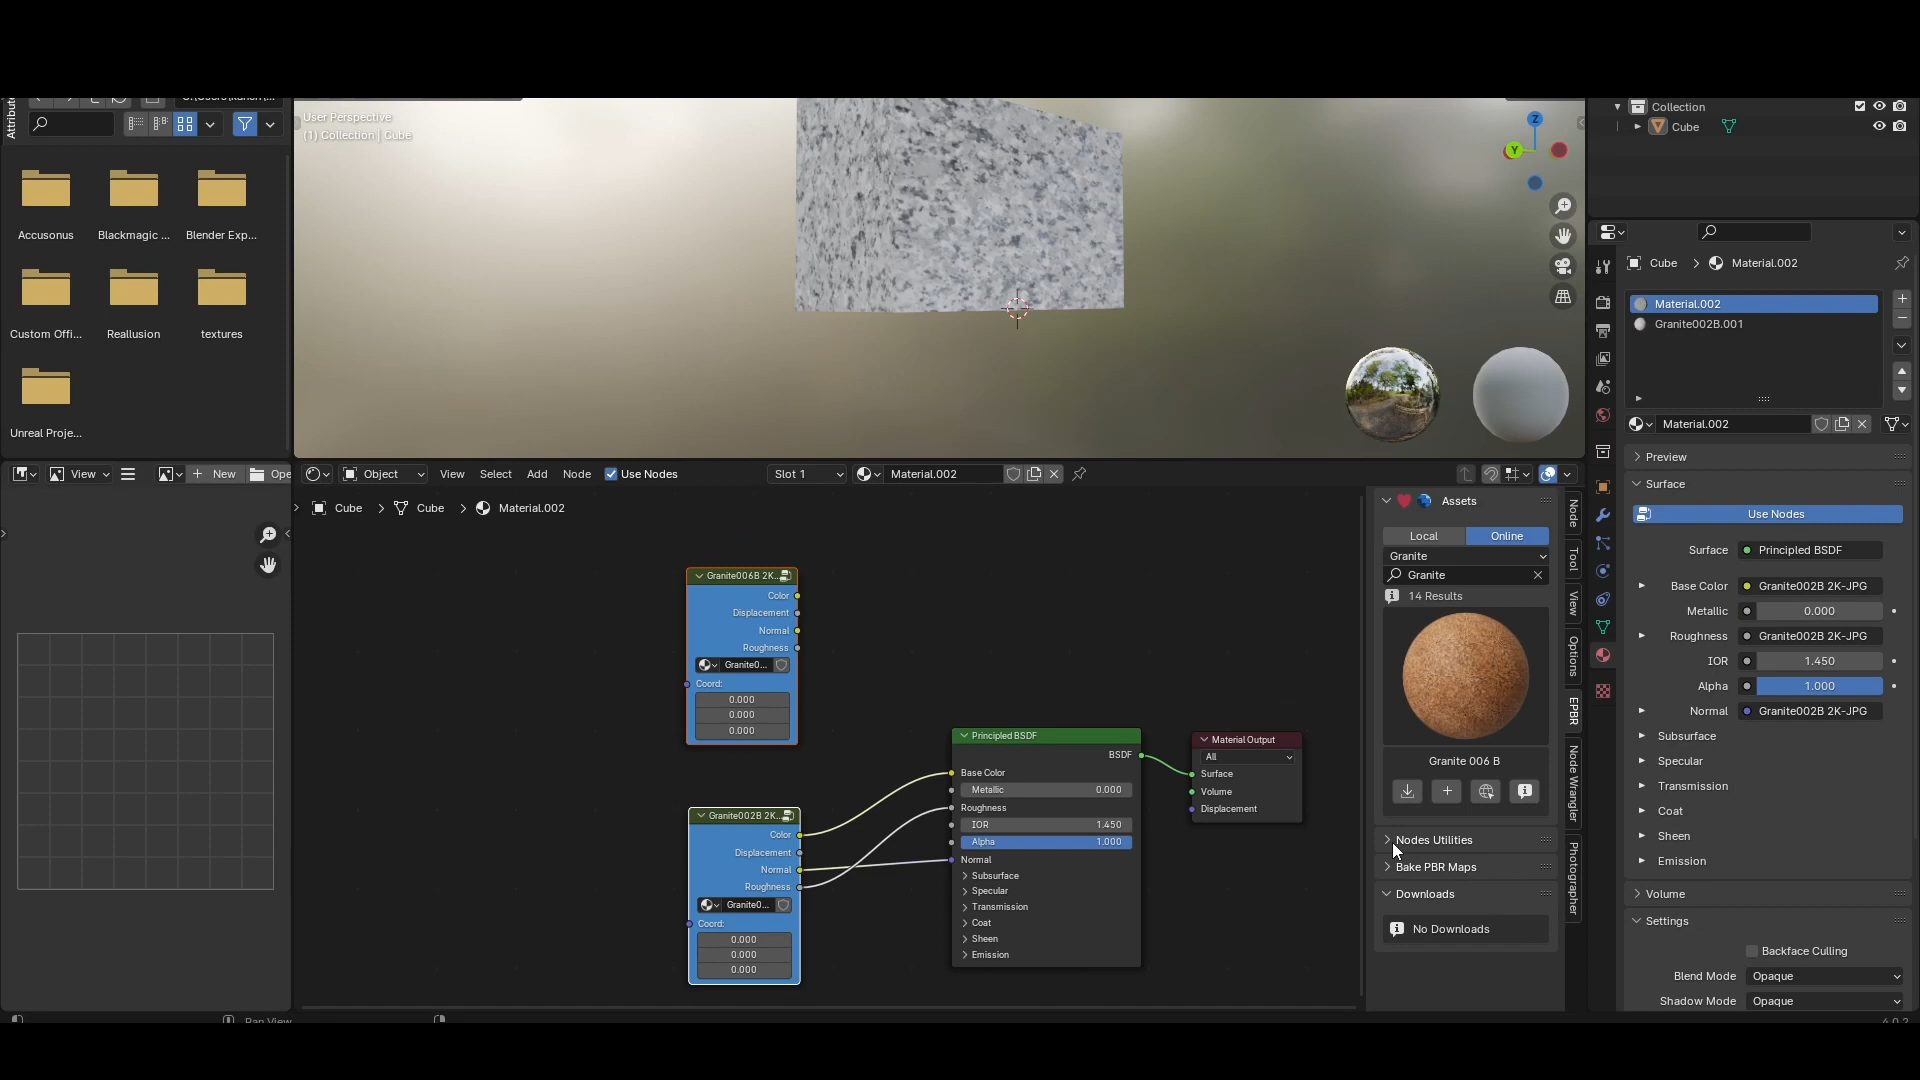 Attribute
Accusonus
Blackmagic ...
Blender Exp...
Custom Offi...
Reallusion
textures
Unreal Proje...
User Perspective
(1) Collection | Cube
Z
Y
Collection
Cube
Cube > Material.002
Material.002
Granite002B.001
Material.002
Preview
Surface
Use Nodes
Surface Principled BSDF
Base Color Granite002B 2K-JPG
Metallic 0.000
Roughness Granite002B 2K-JPG
IOR 1.450
Alpha 1.000
Normal Granite002B 2K-JPG
Subsurface
Specular
Transmission
Coat
Sheen
Emission
Volume
Settings
Backface Culling
Blend Mode Opaque
Shadow Mode Opaque
View
New
Ope
Object View Select Add Node Use Nodes Slot 1 Material.002
Cube > Cube > Material.002
Granite006B 2K...
Color
Displacement
Normal
Roughness
Granite0...
Coord:
0.000
0.000
0.000
Granite002B 2K...
Color
Displacement
Normal
Roughness
Granite0...
Coord:
0.000
0.000
0.000
Principled BSDF
BSDF
Base Color
Metallic 0.000
Roughness
IOR 1.450
Alpha 1.000
Normal
Subsurface
Specular
Transmission
Coat
Sheen
Emission
Material Output
All
Surface
Volume
Displacement
Assets
Local Online
Granite
Granite
14 Results
Granite 006 B
Nodes Utilities
Bake PBR Maps
Downloads
No Downloads
Node
Tool
View
Options
EPBR
Node Wrangler
Photographer
Pan View
4.0.2